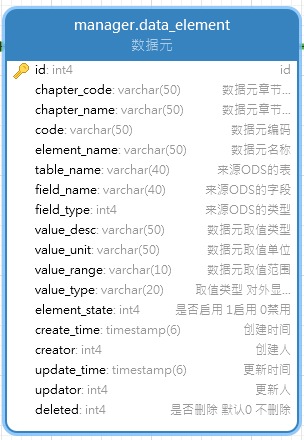 manager.data_element
数据元
id: int4 id
chapter_code: varchar(50) 数据元章节...
chapter_name: varchar(50) 数据元章节...
code: varchar(50) 数据元编码
element_name: varchar(50) 数据元名称
table_name: varchar(40) 来源ODS的表
field_name: varchar(40) 来源ODS的字段
field_type: int4 来源ODS的类型
value_desc: varchar(50) 数据元取值类型
value_unit: varchar(50) 数据元取值单位
value_range: varchar(10) 数据元取值范围
value_type: varchar(20) 取值类型 对外显...
element_state: int4 是否启用 1启用 0禁用
create_time: timestamp(6) 创建时间
creator: int4 创建人
update_time: timestamp(6) 更新时间
updator: int4 更新人
deleted: int4 是否删除 默认0 不删除